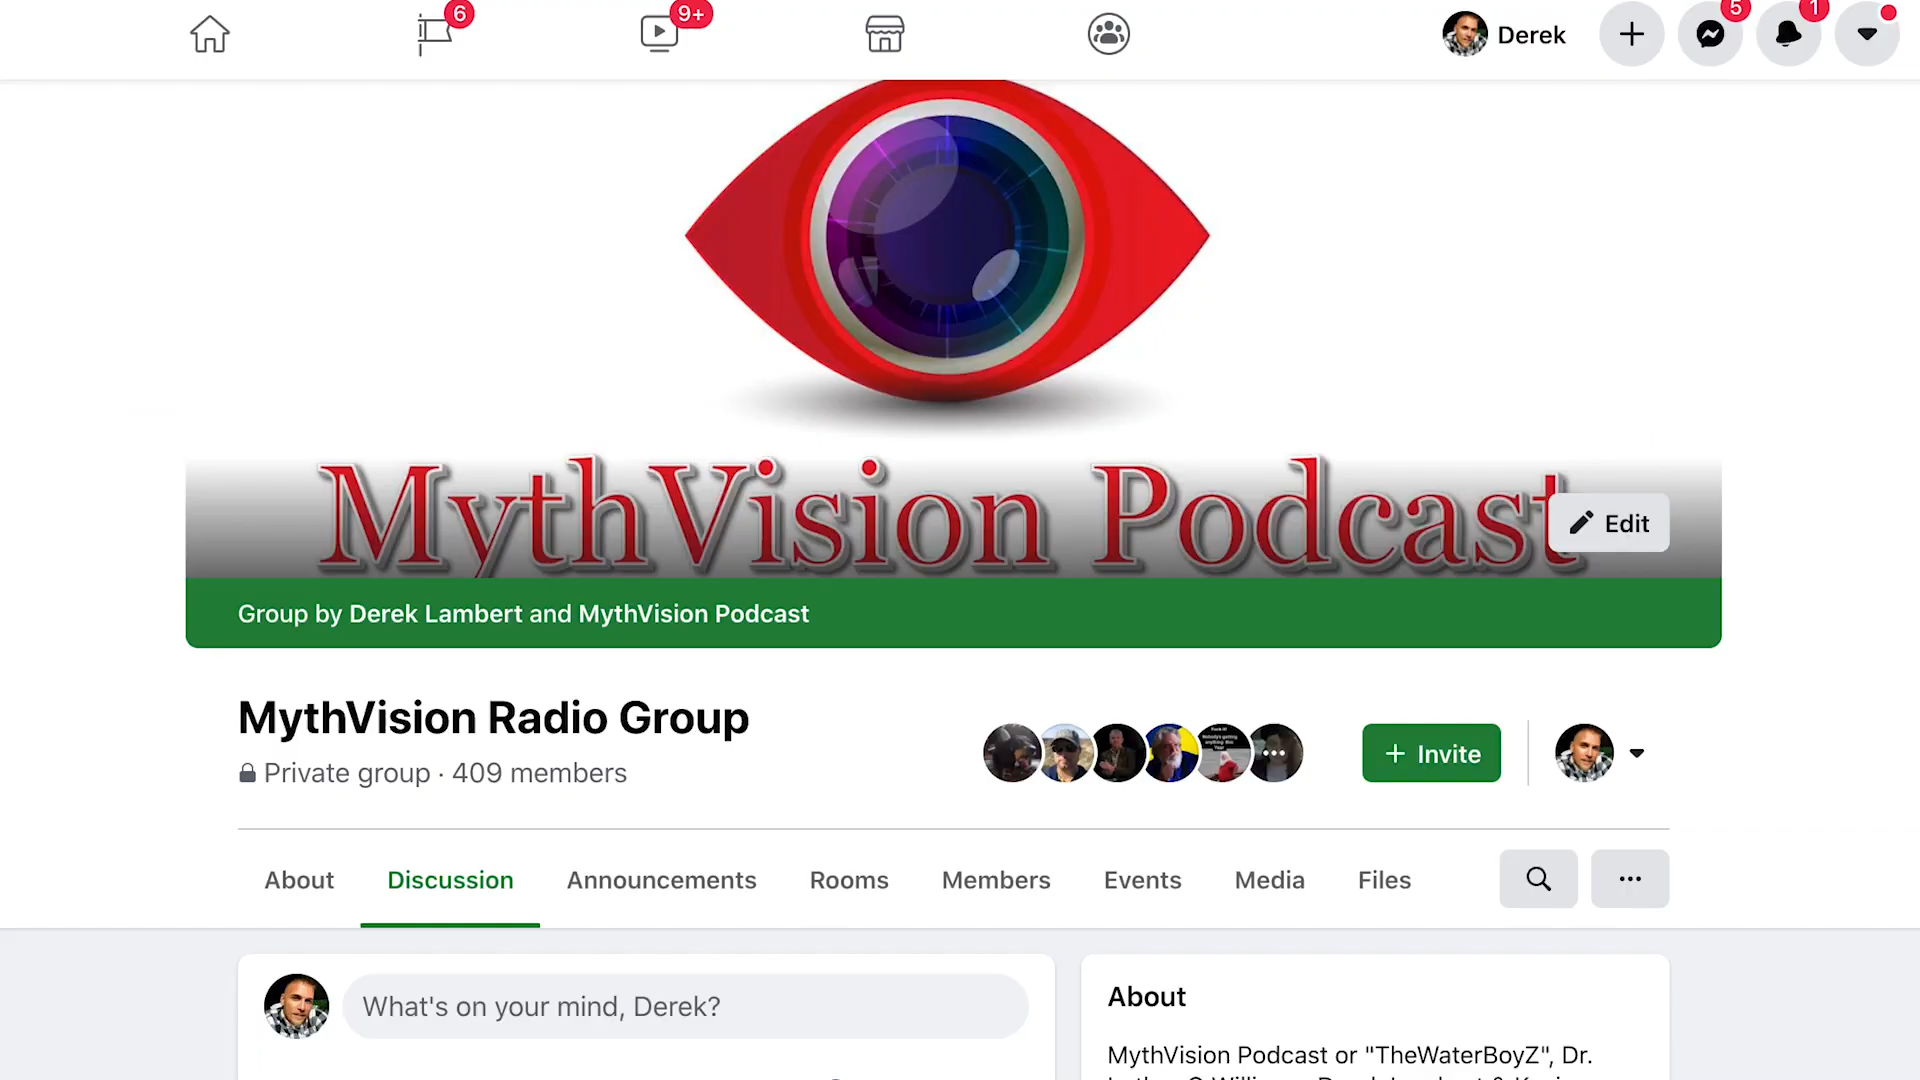 6
9+
Derek
5
1
MythVision Podcast
Edit
Group by Derek Lambert and MythVision Podcast
MythVision Radio Group
Private group · 409 members
+ Invite
About
Discussion
Announcements
Rooms
Members
Events
Media
Files
What's on your mind, Derek?
About
MythVision Podcast or "TheWaterBoyZ", Dr.